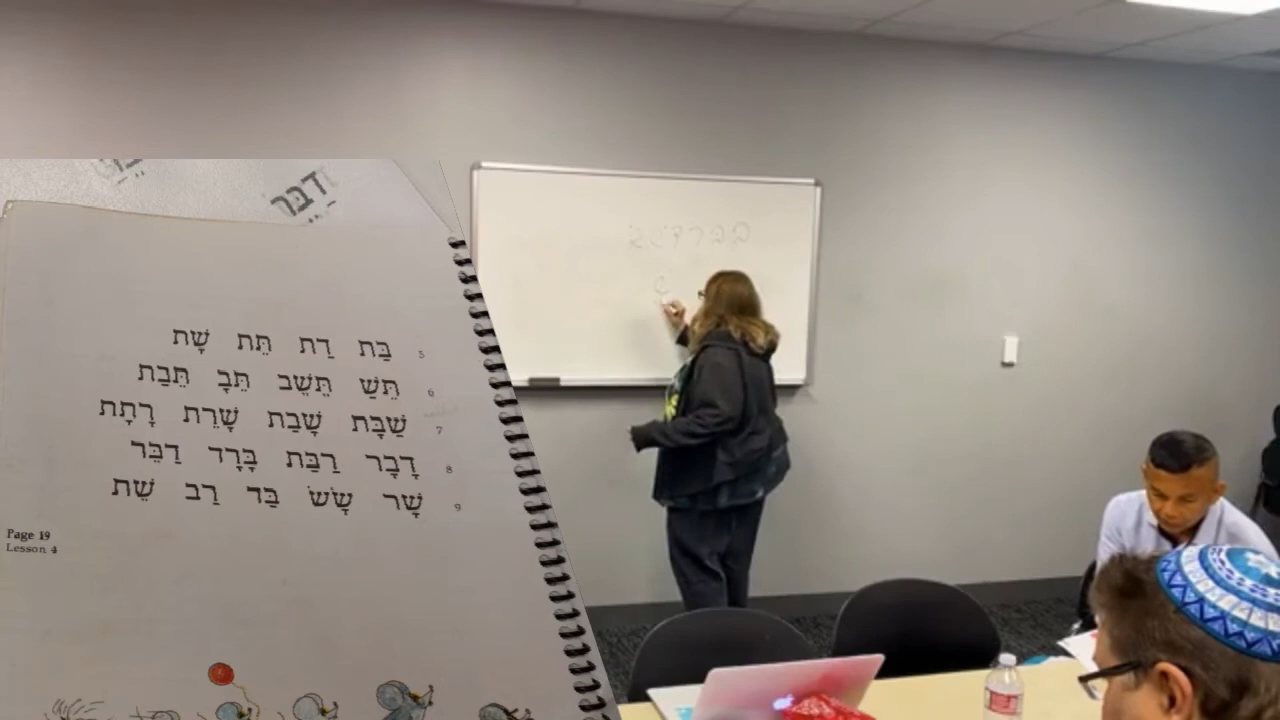 דַבֵּר
בַּת דַת תֵּת שָׁת 5
תֵּשַׁ תֵּשֵׁב תֵּבָ תֵּבַת 6
שַׁבָּת שָׁבַת שָׁרֵת רָתָת 7
דָבָר רַבַּת בָּרָד דַבֵּר 8
שָׁר שָׂשׂ בַּד רַב שֵׁת 9
Page 19
Lesson 4